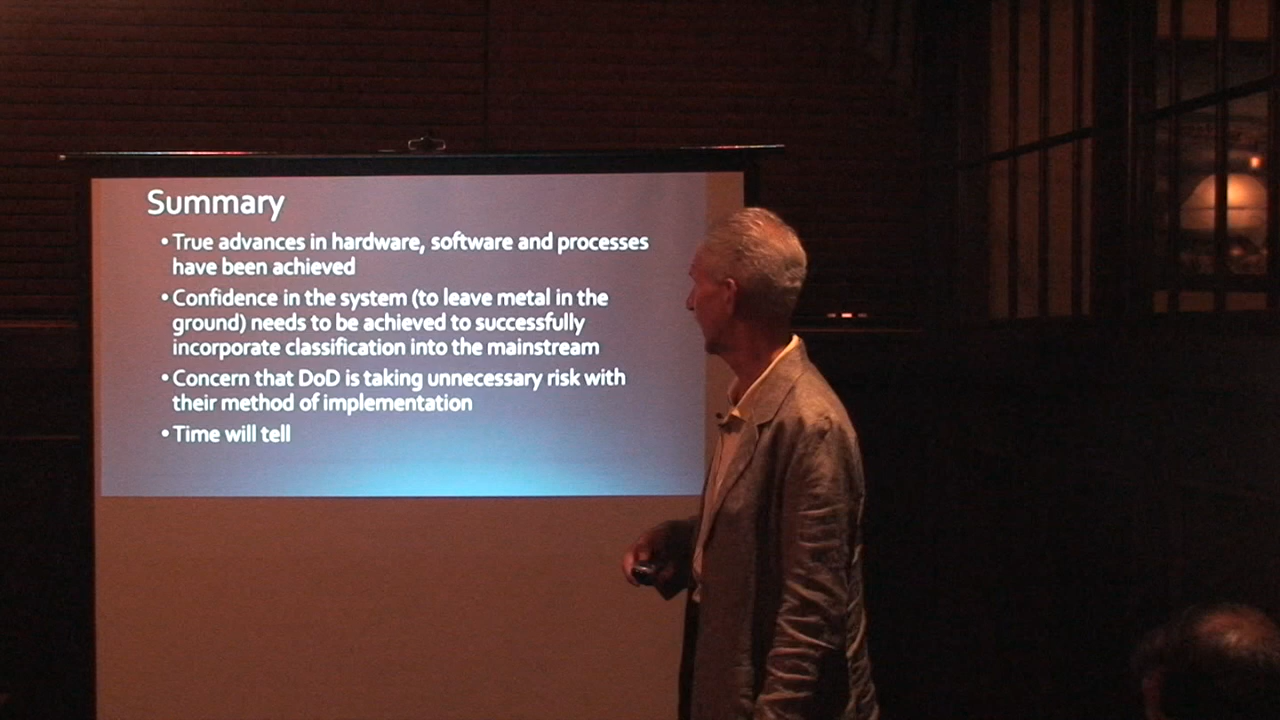 Summary
• True advances in hardware, software and processes
have been achieved
• Confidence in the system (to leave metal in the
ground) needs to be achieved to successfully
incorporate classification into the mainstream
• Concern that DoD is taking unnecessary risk with
their method of implementation
• Time will tell